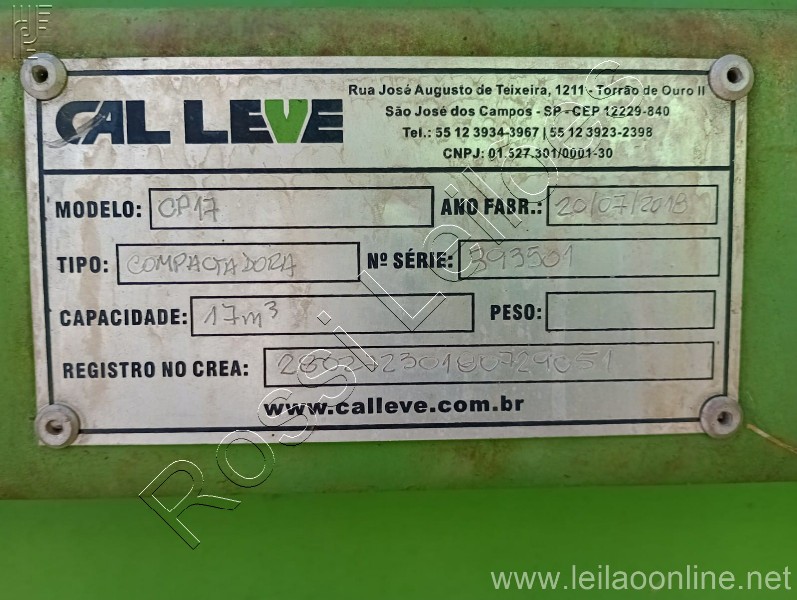 CAL LEVE
Rua José Augusto de Teixeira, 1211 - Torrão de Ouro II
São José dos Campos - SP - CEP 12229-840
Tel.: 55 12 3934-3967 | 55 12 3923-2398
CNPJ: 01.527.301/0001-30
MODELO: CP17 ANO FABR.: 20/07/2018
TIPO: COMPACTADORA Nº SÉRIE: 393501
CAPACIDADE: 17m³ PESO:
REGISTRO NO CREA:
www.calleve.com.br
Rossi Leilões
www.leilaoonline.net